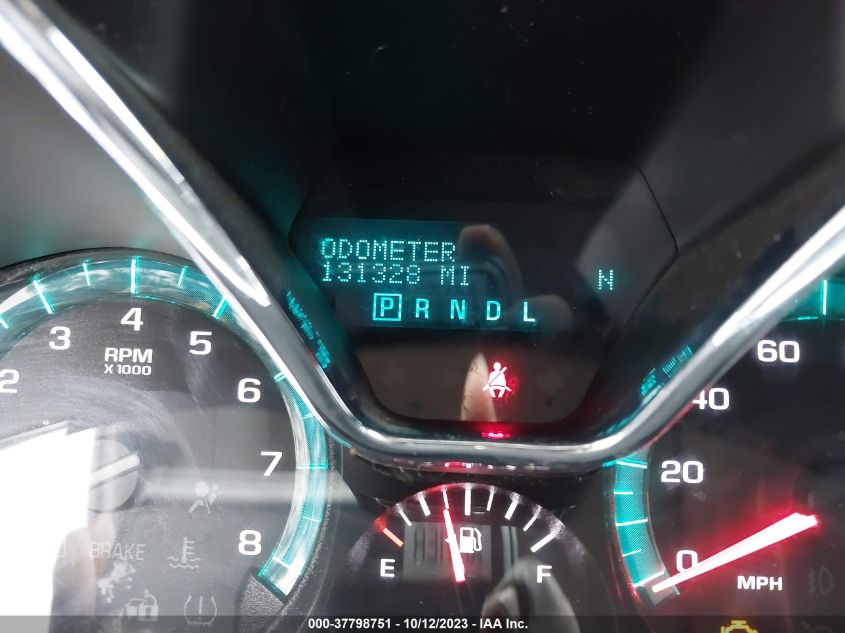 ODOMETER
131328 MI
N
P R N D L
2
3
4
5
6
7
8
RPM
X1000
BRAKE
E
F
0
20
40
60
MPH
000-37798751 - 10/12/2023 - IAA Inc.